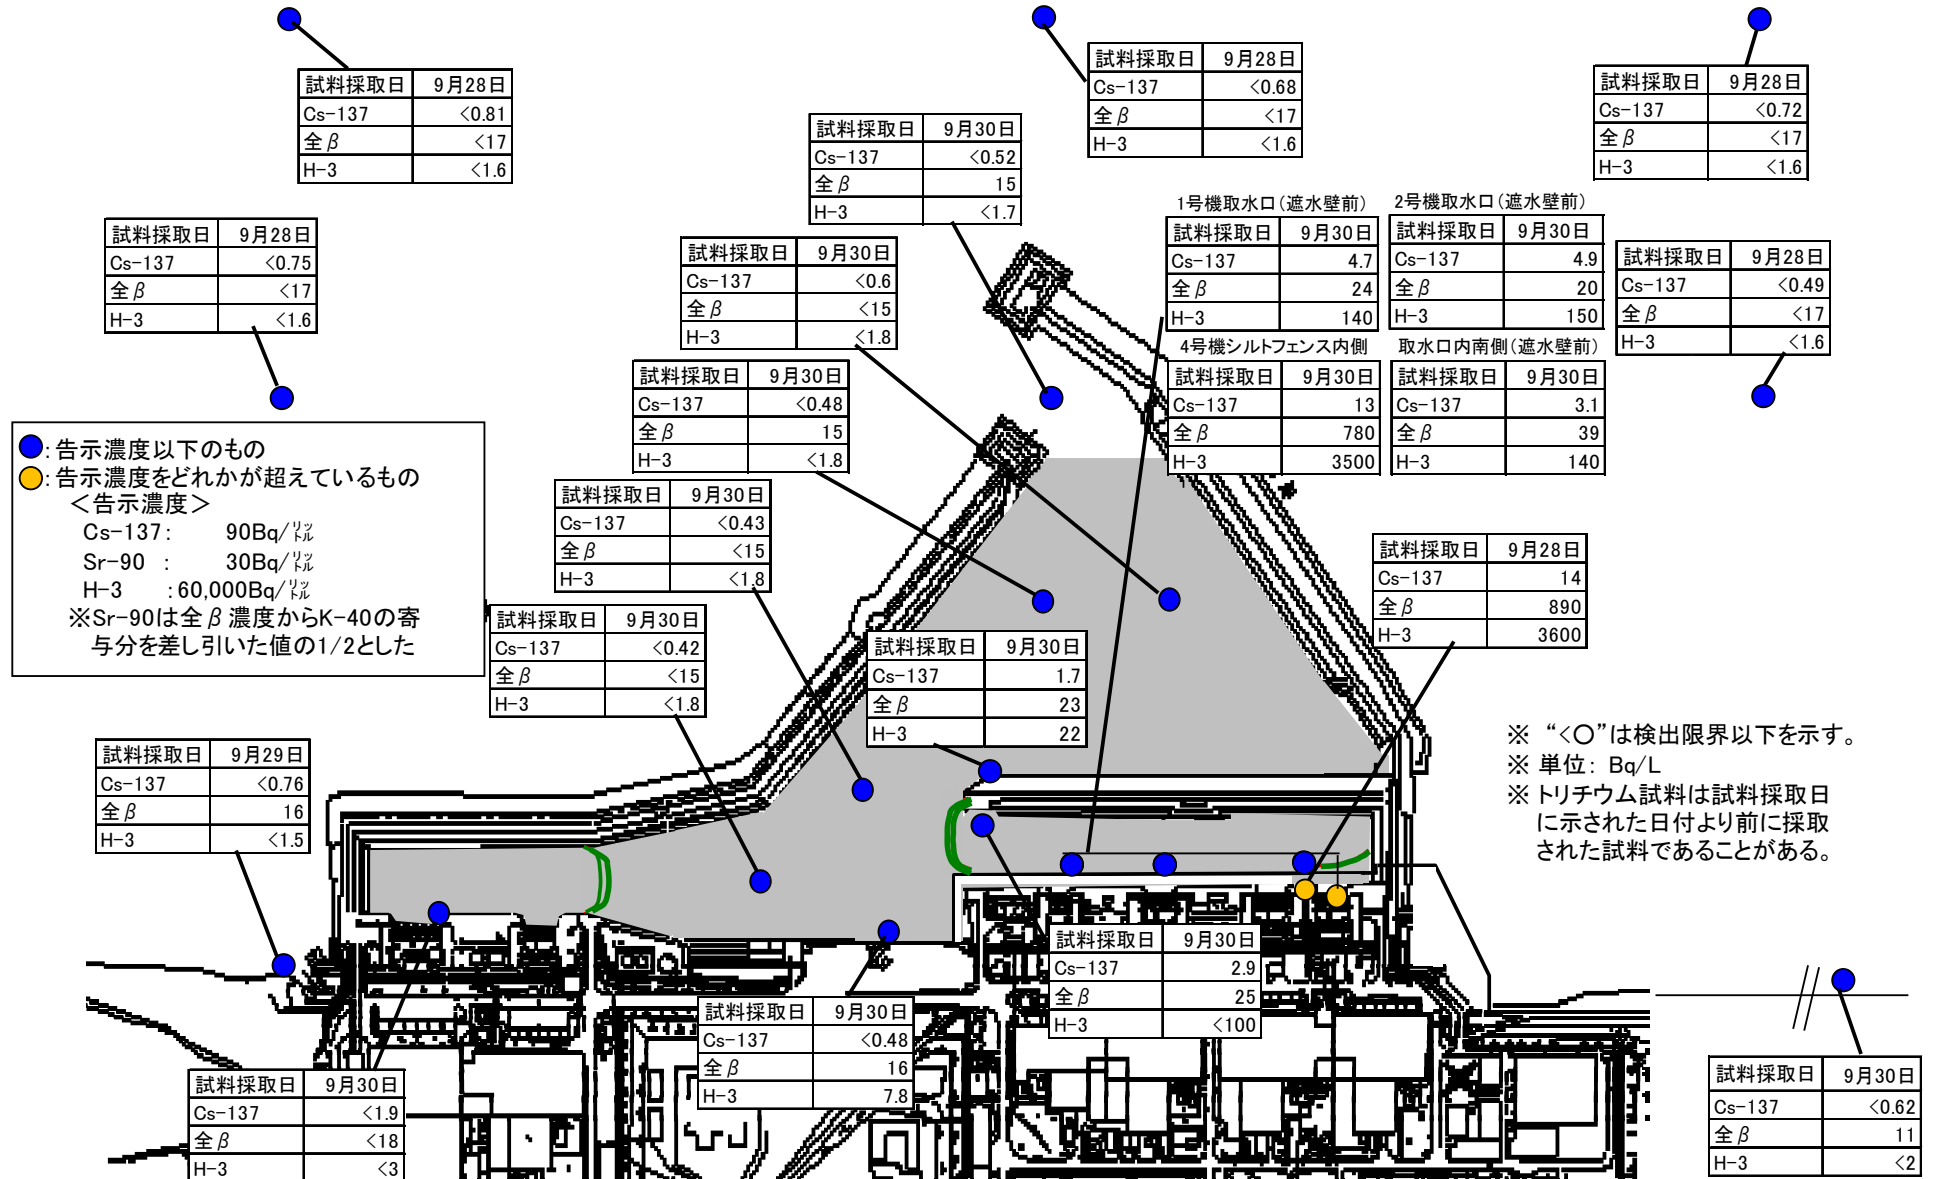 試料採取日 9月28日
Cs-137 <0.81
全β <17
H-3 <1.6
試料採取日 9月28日
Cs-137 <0.68
全β <17
H-3 <1.6
試料採取日 9月28日
Cs-137 <0.72
全β <17
H-3 <1.6
試料採取日 9月30日
Cs-137 <0.52
全β 15
H-3 <1.7
試料採取日 9月28日
Cs-137 <0.75
全β <17
H-3 <1.6
試料採取日 9月30日
Cs-137 <0.6
全β <15
H-3 <1.8
1号機取水口(遮水壁前)
試料採取日 9月30日
Cs-137 4.7
全β 24
H-3 140
2号機取水口(遮水壁前)
試料採取日 9月30日
Cs-137 4.9
全β 20
H-3 150
試料採取日 9月28日
Cs-137 <0.49
全β <17
H-3 <1.6
4号機シルトフェンス内側
試料採取日 9月30日
Cs-137 13
全β 780
H-3 3500
取水口内南側(遮水壁前)
試料採取日 9月30日
Cs-137 3.1
全β 39
H-3 140
試料採取日 9月30日
Cs-137 <0.48
全β 15
H-3 <1.8
:告示濃度以下のもの
:告示濃度をどれかが超えているもの
<告示濃度>
Cs-137: 90Bq/リットル
Sr-90 : 30Bq/リットル
H-3 :60,000Bq/リットル
※Sr-90は全β濃度からK-40の寄
与分を差し引いた値の1/2とした
試料採取日 9月30日
Cs-137 <0.43
全β <15
H-3 <1.8
試料採取日 9月28日
Cs-137 14
全β 890
H-3 3600
試料採取日 9月30日
Cs-137 <0.42
全β <15
H-3 <1.8
試料採取日 9月30日
Cs-137 1.7
全β 23
H-3 22
※ “<○”は検出限界以下を示す。
※ 単位: Bq/L
※ トリチウム試料は試料採取日
に示された日付より前に採取
された試料であることがある。
試料採取日 9月29日
Cs-137 <0.76
全β 16
H-3 <1.5
試料採取日 9月30日
Cs-137 2.9
全β 25
H-3 <100
試料採取日 9月30日
Cs-137 <0.48
全β 16
H-3 7.8
試料採取日 9月30日
Cs-137 <1.9
全β <18
H-3 <3
試料採取日 9月30日
Cs-137 <0.62
全β 11
H-3 <2